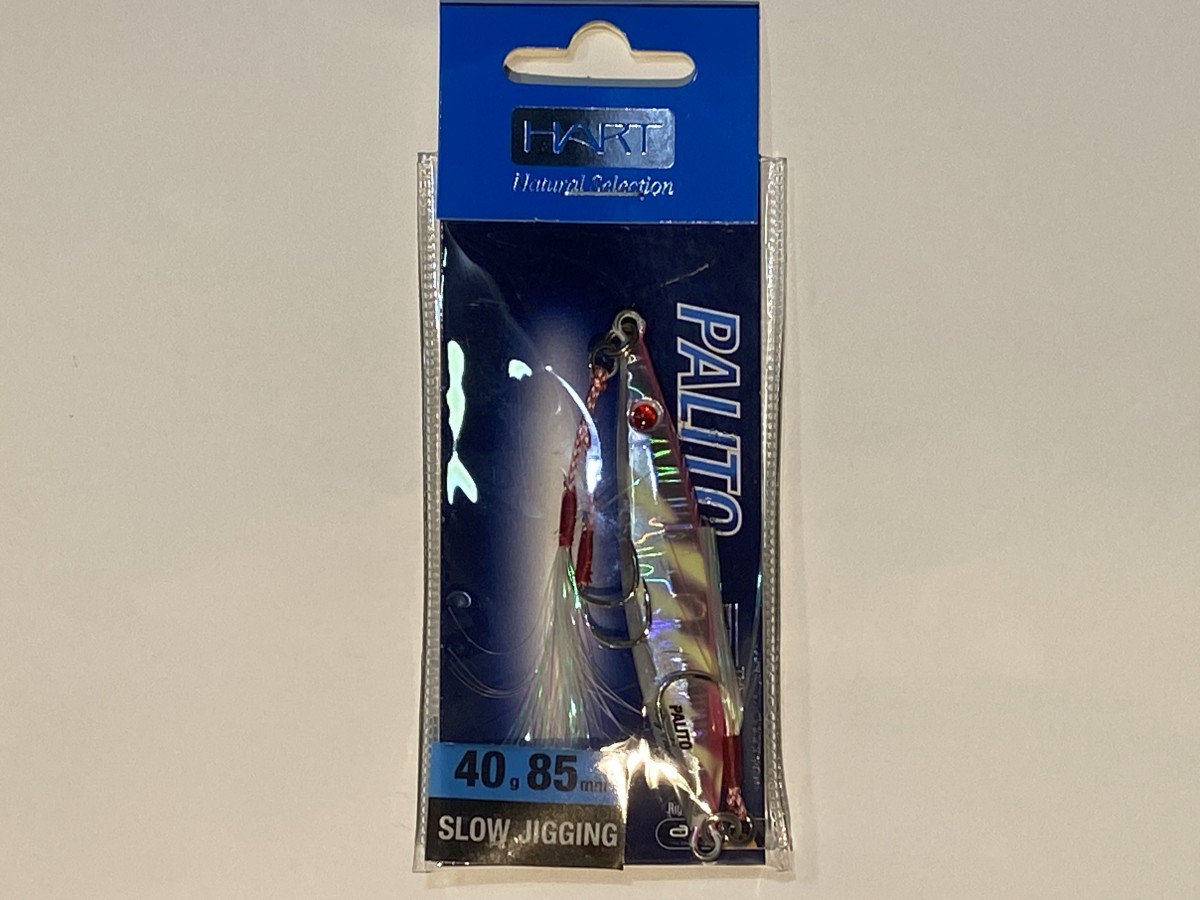 HART
Natural Selection
PALITO
PALITO
40g 85mm
SLOW JIGGING